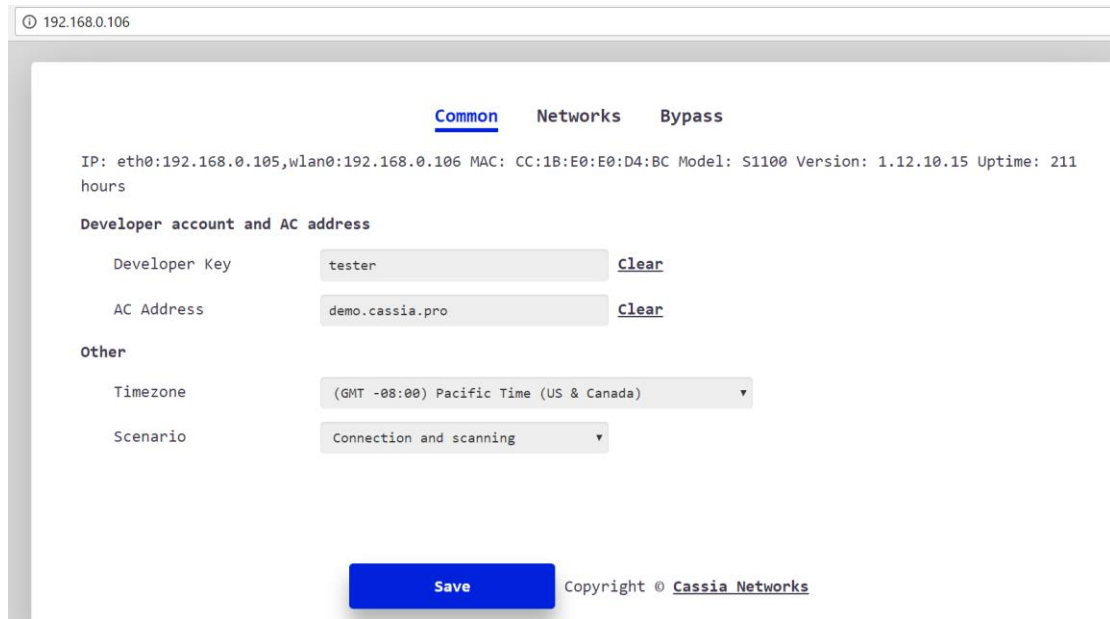 192.168.0.106
Common Networks Bypass
IP: eth0:192.168.0.105,wlan0:192.168.0.106 MAC: CC:1B:E0:E0:D4:BC Model: S1100 Version: 1.12.10.15 Uptime: 211
hours
Developer account and AC address
Developer Key tester Clear
AC Address demo.cassia.pro Clear
Other
Timezone (GMT -08:00) Pacific Time (US & Canada)
Scenario Connection and scanning
Save Copyright © Cassia Networks